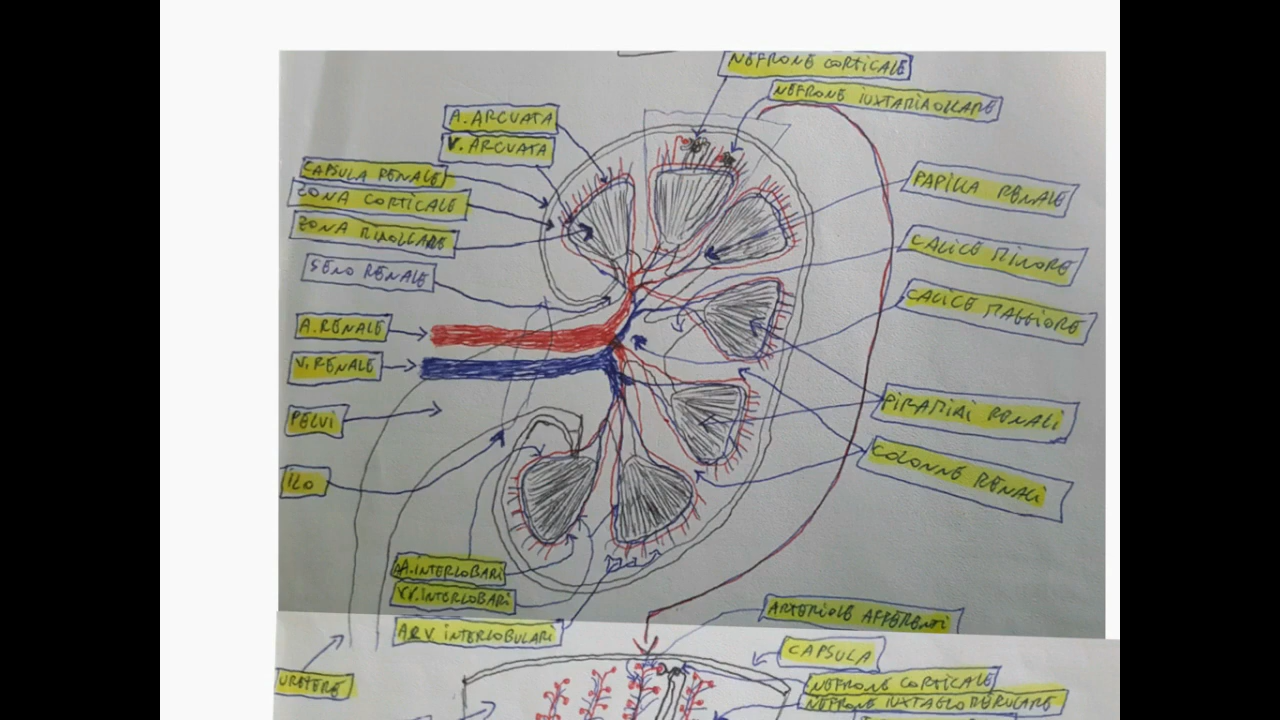 NEFRONE CORTICALE
NEFRONE IUXTAMIDOLLARE
A. ARCUATA
V. ARCUATA
CAPSULA RENALE
ZONA CORTICALE
ZONA MIDOLLARE
SENO RENALE
A. RENALE
V. RENALE
PELVI
ILO
PAPILLA RENALE
CALICE MINORE
CALICE MAGGIORE
PIRAMIDI RENALI
COLONNE RENALI
AA. INTERLOBARI
VV. INTERLOBARI
A E V INTERLOBULARI
URETERE
ARTERIOLE AFFERENTI
CAPSULA
NEFRONE CORTICALE
NEFRONE IUXTAGLOMERULARE